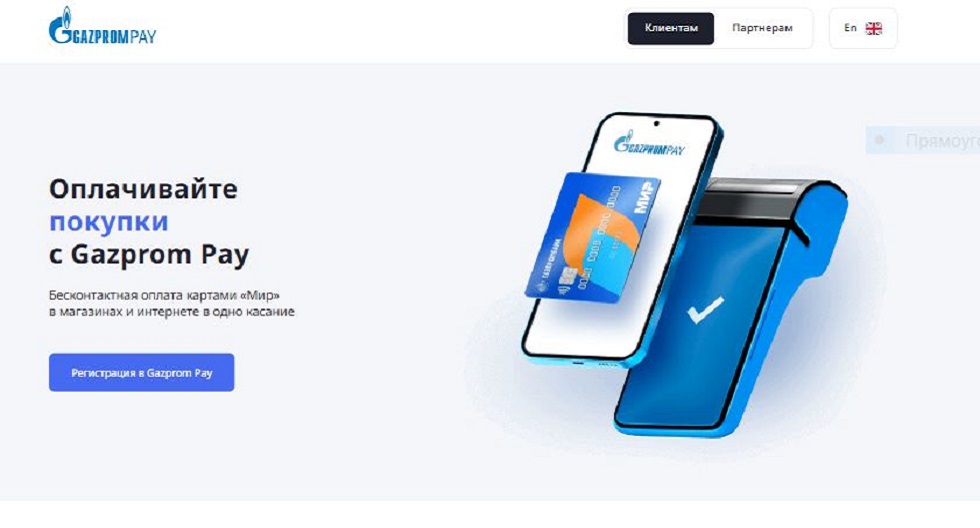 GAZPROMPAY
Клиентам
Партнерам
En
Оплачивайте
покупки
с Gazprom Pay
Бесконтактная оплата картами «Мир»
в магазинах и интернете в одно касание
Регистрация в Gazprom Pay
GAZPROMPAY
МИР
ГАЗПРОМБАНК